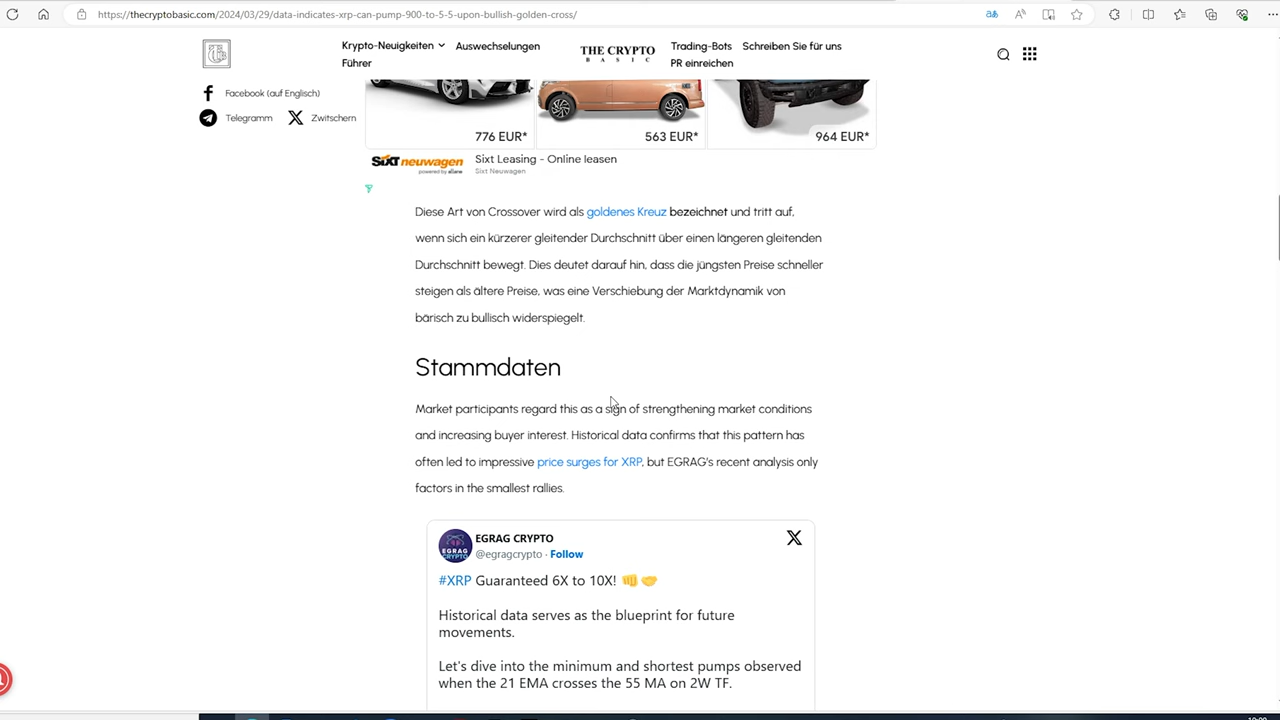 https://thecryptobasic.com/2024/03/29/data-indicates-xrp-can-pump-900-to-5-5-upon-bullish-golden-cross/
Krypto-Neuigkeiten
Auswechselungen
Führer
THE CRYPTO
BASIC
Trading-Bots
Schreiben Sie für uns
PR einreichen
Facebook (auf Englisch)
Telegramm
Zwitschern
776 EUR*
563 EUR*
964 EUR*
SIXT neuwagen
powered by allane
Sixt Leasing - Online leasen
Sixt Neuwagen
Diese Art von Crossover wird als goldenes Kreuz bezeichnet und tritt auf,
wenn sich ein kürzerer gleitender Durchschnitt über einen längeren gleitenden
Durchschnitt bewegt. Dies deutet darauf hin, dass die jüngsten Preise schneller
steigen als ältere Preise, was eine Verschiebung der Marktdynamik von
bärisch zu bullisch widerspiegelt.
Stammdaten
Market participants regard this as a sign of strengthening market conditions
and increasing buyer interest. Historical data confirms that this pattern has
often led to impressive price surges for XRP, but EGRAG's recent analysis only
factors in the smallest rallies.
EGRAG CRYPTO
@egragcrypto · Follow
#XRP Guaranteed 6X to 10X! 👊🤝
Historical data serves as the blueprint for future
movements.
Let's dive into the minimum and shortest pumps observed
when the 21 EMA crosses the 55 MA on 2W TF.